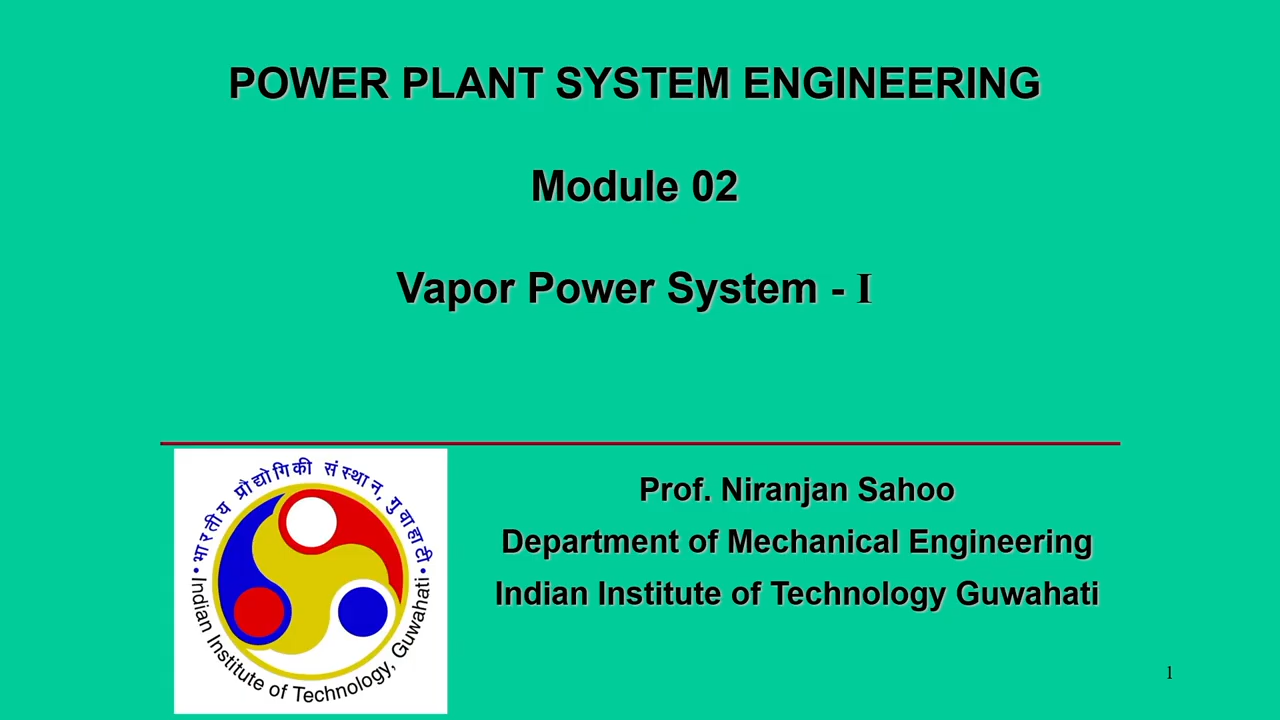 POWER PLANT SYSTEM ENGINEERING
Module 02
Vapor Power System - I
भारतीय प्रौद्योगिकी संस्थान, गुवाहाटी
Indian Institute of Technology, Guwahati
Prof. Niranjan Sahoo
Department of Mechanical Engineering
Indian Institute of Technology Guwahati
1